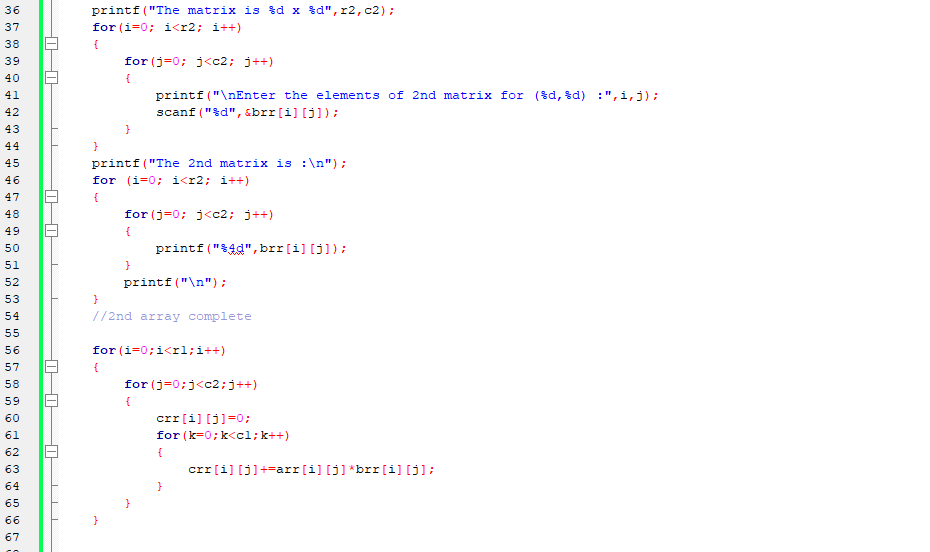 36 printf("The matrix is %d x %d",r2,c2);
37 for(i=0; i<r2; i++)
38 {
39 for(j=0; j<c2; j++)
40 {
41 printf("\nEnter the elements of 2nd matrix for (%d,%d) :",i,j);
42 scanf("%d",&brr[i][j]);
43 }
44 }
45 printf("The 2nd matrix is :\n");
46 for (i=0; i<r2; i++)
47 {
48 for(j=0; j<c2; j++)
49 {
50 printf("%4d",brr[i][j]);
51 }
52 printf("\n");
53 }
54 //2nd array complete
55
56 for(i=0;i<r1;i++)
57 {
58 for(j=0;j<c2;j++)
59 {
60 crr[i][j]=0;
61 for(k=0;k<c1;k++)
62 {
63 crr[i][j]+=arr[i][j]*brr[i][j];
64 }
65 }
66 }
67